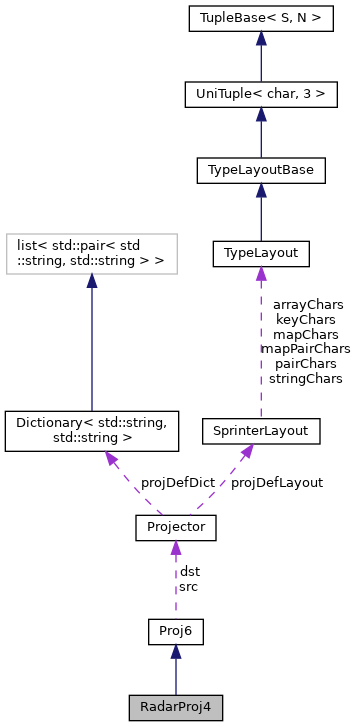 TupleBase< S, N >
UniTuple< char, 3 >
TypeLayoutBase
list< std::pair< std
::string, std::string > >
TypeLayout
arrayChars
keyChars
mapChars
mapPairChars
pairChars
stringChars
Dictionary< std::string,
std::string >
SprinterLayout
projDefDict
projDefLayout
Projector
dst
src
Proj6
RadarProj4